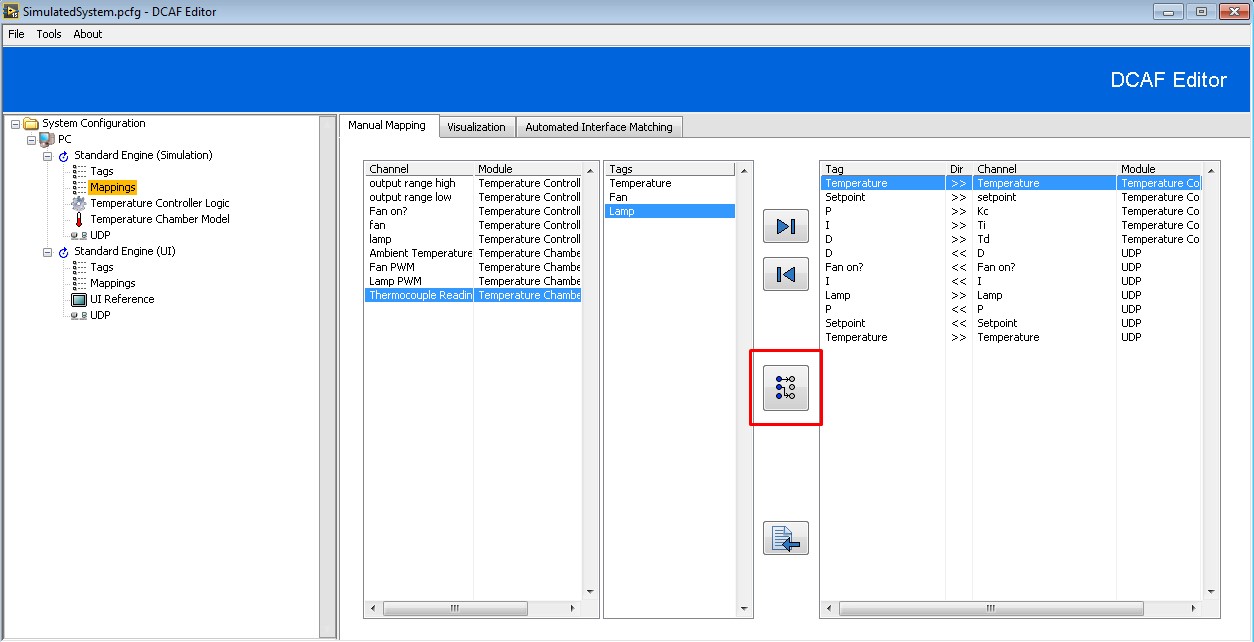 SimulatedSystem.pcfg - DCAF Editor
File Tools About
DCAF Editor
System Configuration
PC
Standard Engine (Simulation)
Tags
Mappings
Temperature Controller Logic
Temperature Chamber Model
UDP
Standard Engine (UI)
Tags
Mappings
UI Reference
UDP
Manual Mapping Visualization Automated Interface Matching
Channel Module
output range high Temperature Controll
output range low Temperature Controll
Fan on? Temperature Controll
fan Temperature Controll
lamp Temperature Controll
Ambient Temperature Temperature Chambe
Fan PWM Temperature Chambe
Lamp PWM Temperature Chambe
Thermocouple Readin Temperature Chambe
Tags
Temperature
Fan
Lamp
Tag Dir Channel Module
Temperature >> Temperature Temperature Co
Setpoint >> setpoint Temperature Co
P >> Kc Temperature Co
I >> Ti Temperature Co
D >> Td Temperature Co
D << D UDP
Fan on? << Fan on? UDP
I << I UDP
Lamp >> Lamp UDP
P << P UDP
Setpoint << Setpoint UDP
Temperature >> Temperature UDP